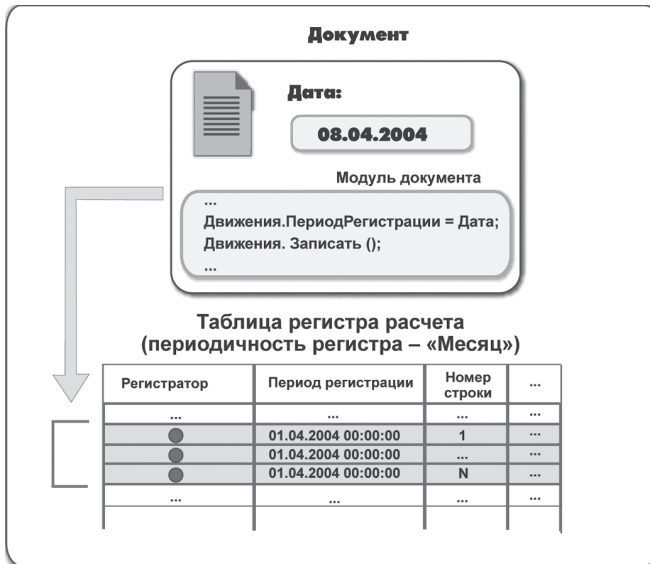 Документ
Дата:
08.04.2004
Модуль документа
...
Движения.ПериодРегистрации = Дата;
Движения. Записать ();
...
Таблица регистра расчета
(периодичность регистра – «Месяц»)
Регистратор Период регистрации Номер строки ...
... ... ... ...
01.04.2004 00:00:00 1 ...
01.04.2004 00:00:00 ... ...
01.04.2004 00:00:00 N ...
... ... ... ...